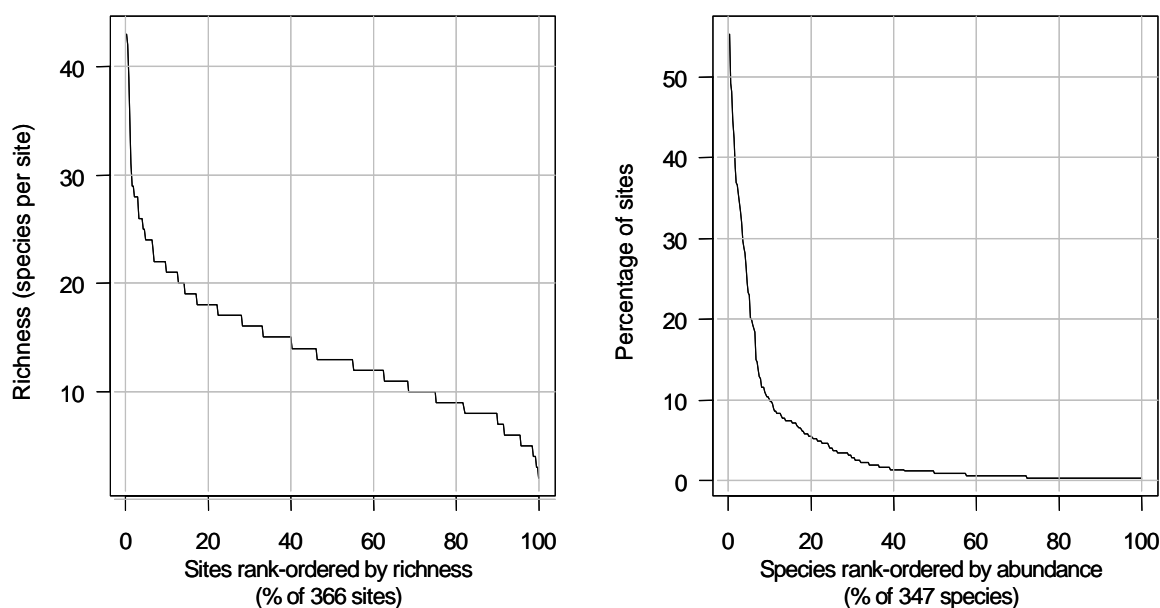 Richness (species per site)
40
30
20
10
0 20 40 60 80 100
Sites rank-ordered by richness
(% of 366 sites)
Percentage of sites
50
40
30
20
10
0
0 20 40 60 80 100
Species rank-ordered by abundance
(% of 347 species)